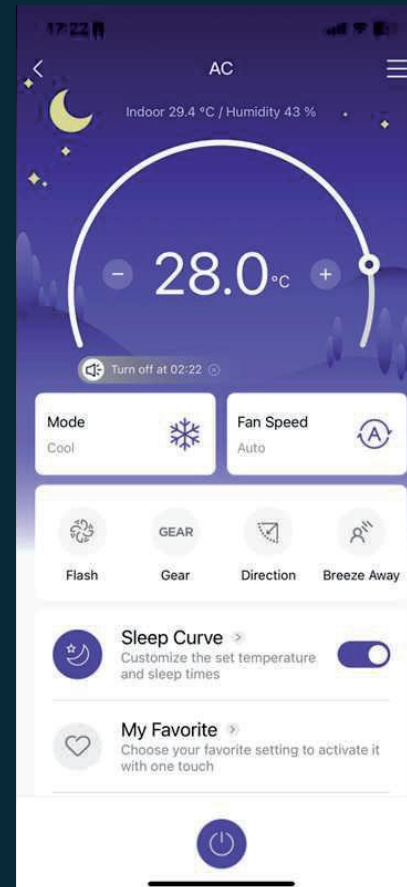 17:22
AC
Indoor 29.4 °C / Humidity 43 %
28.0 °C
Turn off at 02:22
Mode
Cool
Fan Speed
Auto
A
GEAR
Flash
Gear
Direction
Breeze Away
Sleep Curve
Customize the set temperature
and sleep times
My Favorite
Choose your favorite setting to activate it
with one touch